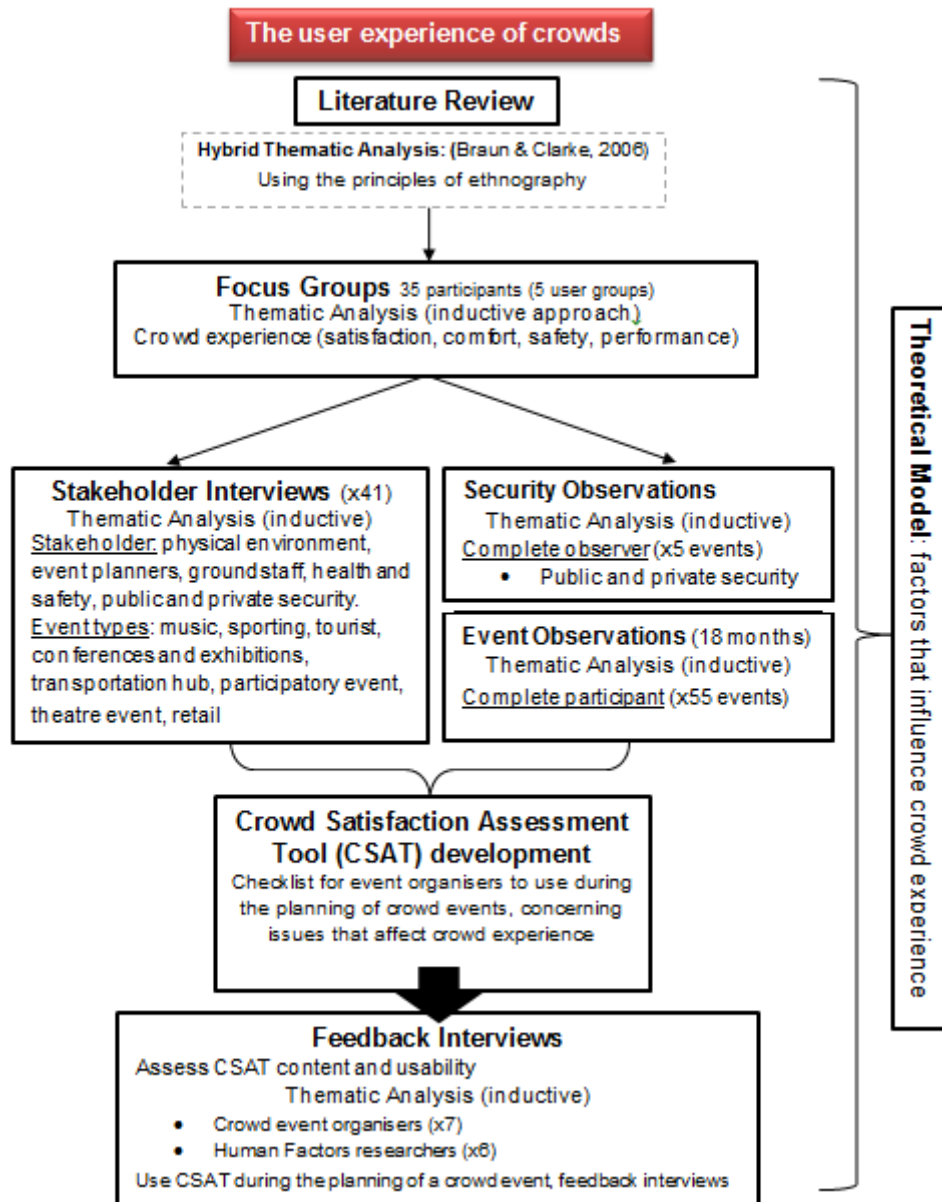 The user experience of crowds
Literature Review
Hybrid Thematic Analysis: (Braun & Clarke, 2006)
Using the principles of ethnography
Focus Groups 35 participants (5 user groups)
Thematic Analysis (inductive approach)
Crowd experience (satisfaction, comfort, safety, performance)
Stakeholder Interviews (x41)
Thematic Analysis (inductive)
Stakeholder: physical environment,
event planners, ground staff, health and
safety, public and private security.
Event types: music, sporting, tourist,
conferences and exhibitions,
transportation hub, participatory event,
theatre event, retail
Security Observations
Thematic Analysis (inductive)
Complete observer (x5 events)
• Public and private security
Event Observations (18 months)
Thematic Analysis (inductive)
Complete participant (x55 events)
Crowd Satisfaction Assessment
Tool (CSAT) development
Checklist for event organisers to use during
the planning of crowd events, concerning
issues that affect crowd experience
Feedback Interviews
Assess CSAT content and usability
Thematic Analysis (inductive)
• Crowd event organisers (x7)
• Human Factors researchers (x6)
Use CSAT during the planning of a crowd event, feedback interviews
Theoretical Model: factors that influence crowd experience